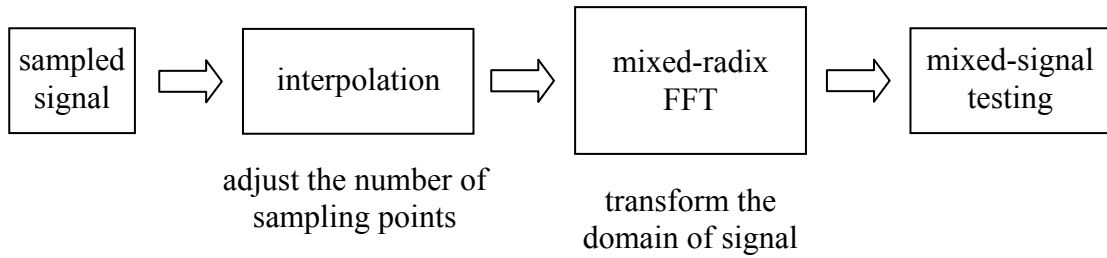 sampled
signal
interpolation
adjust the number of
sampling points
mixed-radix
FFT
transform the
domain of signal
mixed-signal
testing